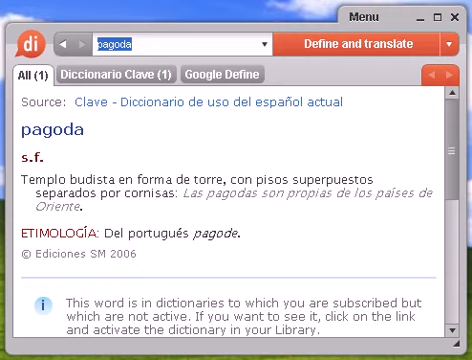 Menu
di
pagoda
Define and translate
All (1)
Diccionario Clave (1)
Google Define
Source: Clave - Diccionario de uso del español actual
pagoda
s.f.
Templo budista en forma de torre, con pisos superpuestos
separados por cornisas: Las pagodas son propias de los países de
Oriente.
ETIMOLOGÍA: Del portugués pagode.
© Ediciones SM 2006
i
This word is in dictionaries to which you are subscribed but
which are not active. If you want to see it, click on the link
and activate the dictionary in your Library.